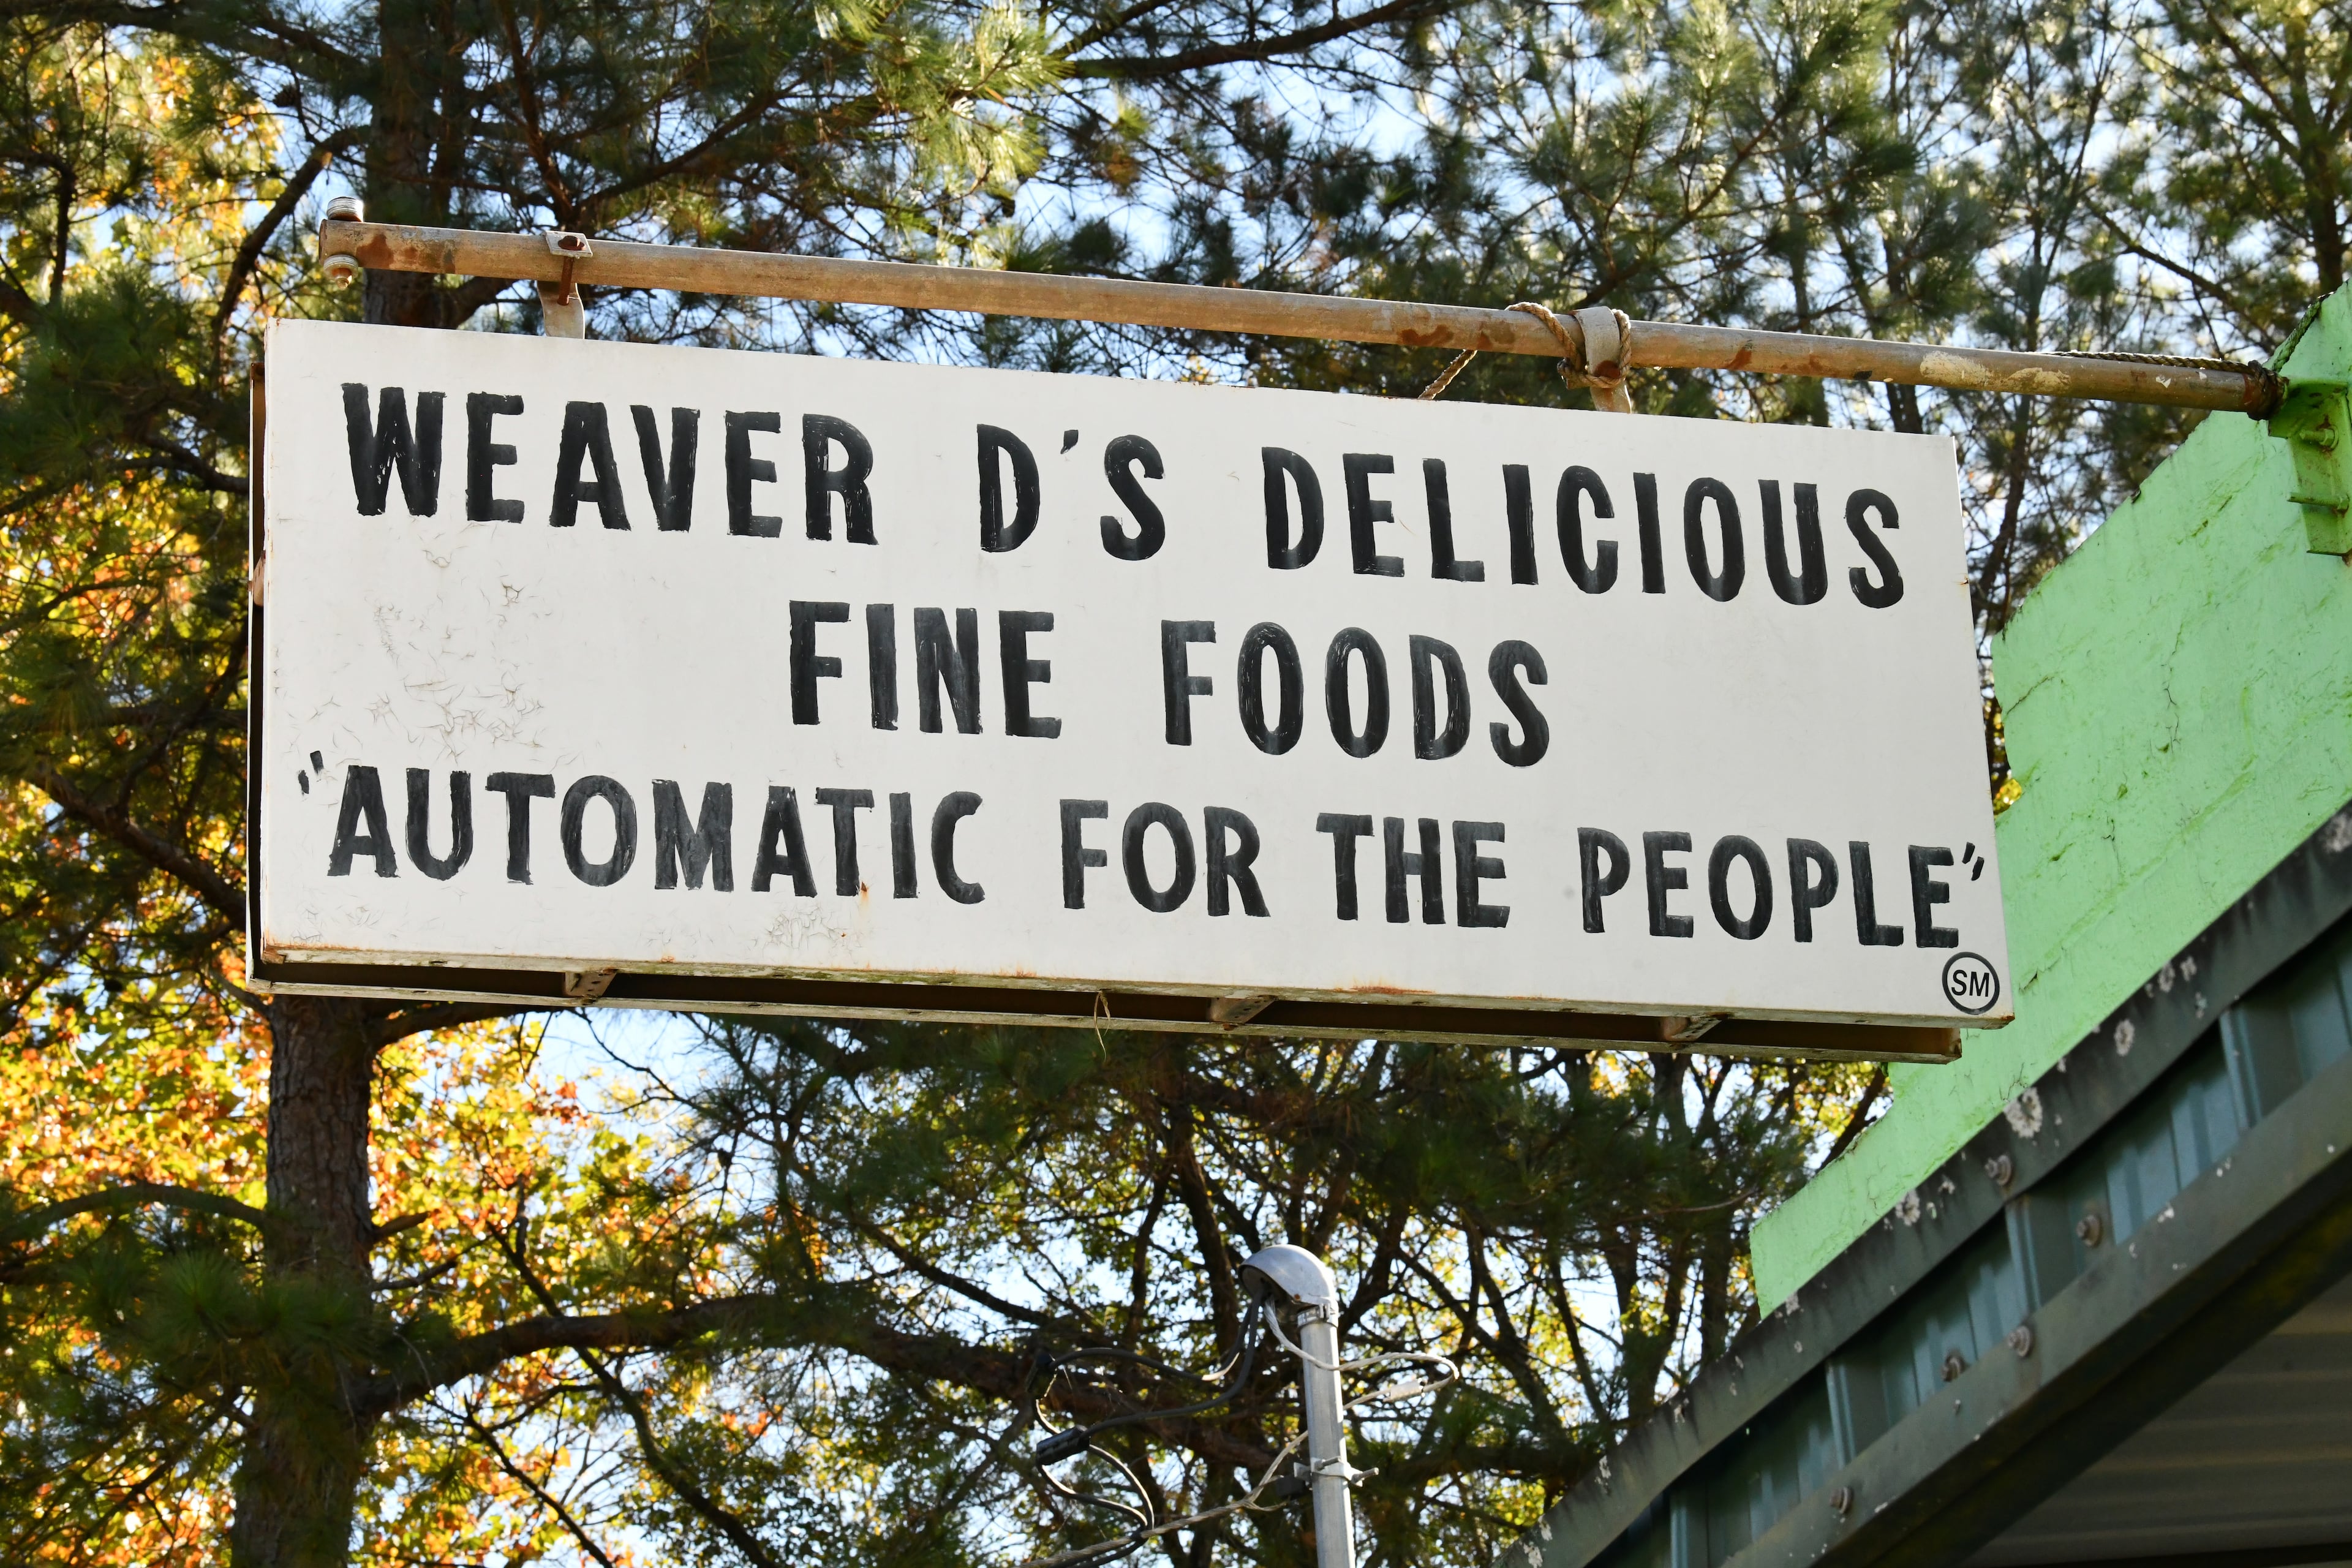 WEAVER D'S DELICIOUS
FINE FOODS
"AUTOMATIC FOR THE PEOPLE"
SM